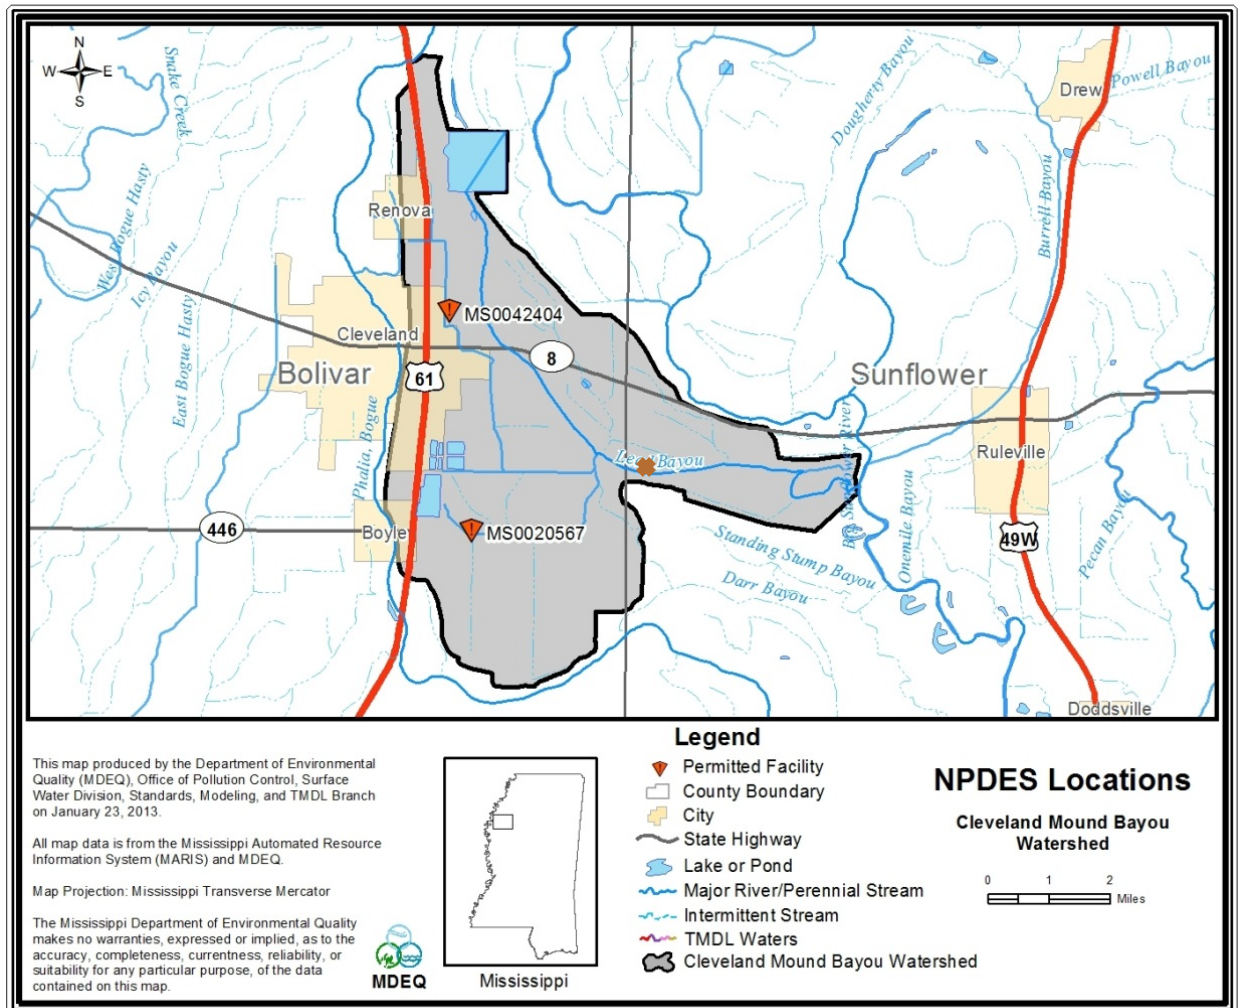 N
W E
S
Snake Creek
Dougherty Bayou
Drew
Powell Bayou
West Bogue Hasty
Icy Bayou
Renova
Burrell Bayou
MS0042404
Cleveland
8
Bolivar
61
Sunflower
East Bogue Hasty
Phalia, Bogue
Big Sunflower River
Ruleville
Onemile Bayou
Pecan Bayou
446
Boyle
MS0020567
49W
Standing Stump Bayou
Darr Bayou
Doddsville
This map produced by the Department of Environmental
Quality (MDEQ), Office of Pollution Control, Surface
Water Division, Standards, Modeling, and TMDL Branch
on January 23, 2013.
All map data is from the Mississippi Automated Resource
Information System (MARIS) and MDEQ.
Map Projection: Mississippi Transverse Mercator
The Mississippi Department of Environmental Quality
makes no warranties, expressed or implied, as to the
accuracy, completeness, currentness, reliability, or
suitability for any particular purpose, of the data
contained on this map.
MDEQ
Mississippi
Legend
Permitted Facility
County Boundary
City
State Highway
Lake or Pond
Major River/Perennial Stream
Intermittent Stream
TMDL Waters
Cleveland Mound Bayou Watershed
NPDES Locations
Cleveland Mound Bayou
Watershed
0 1 2
Miles